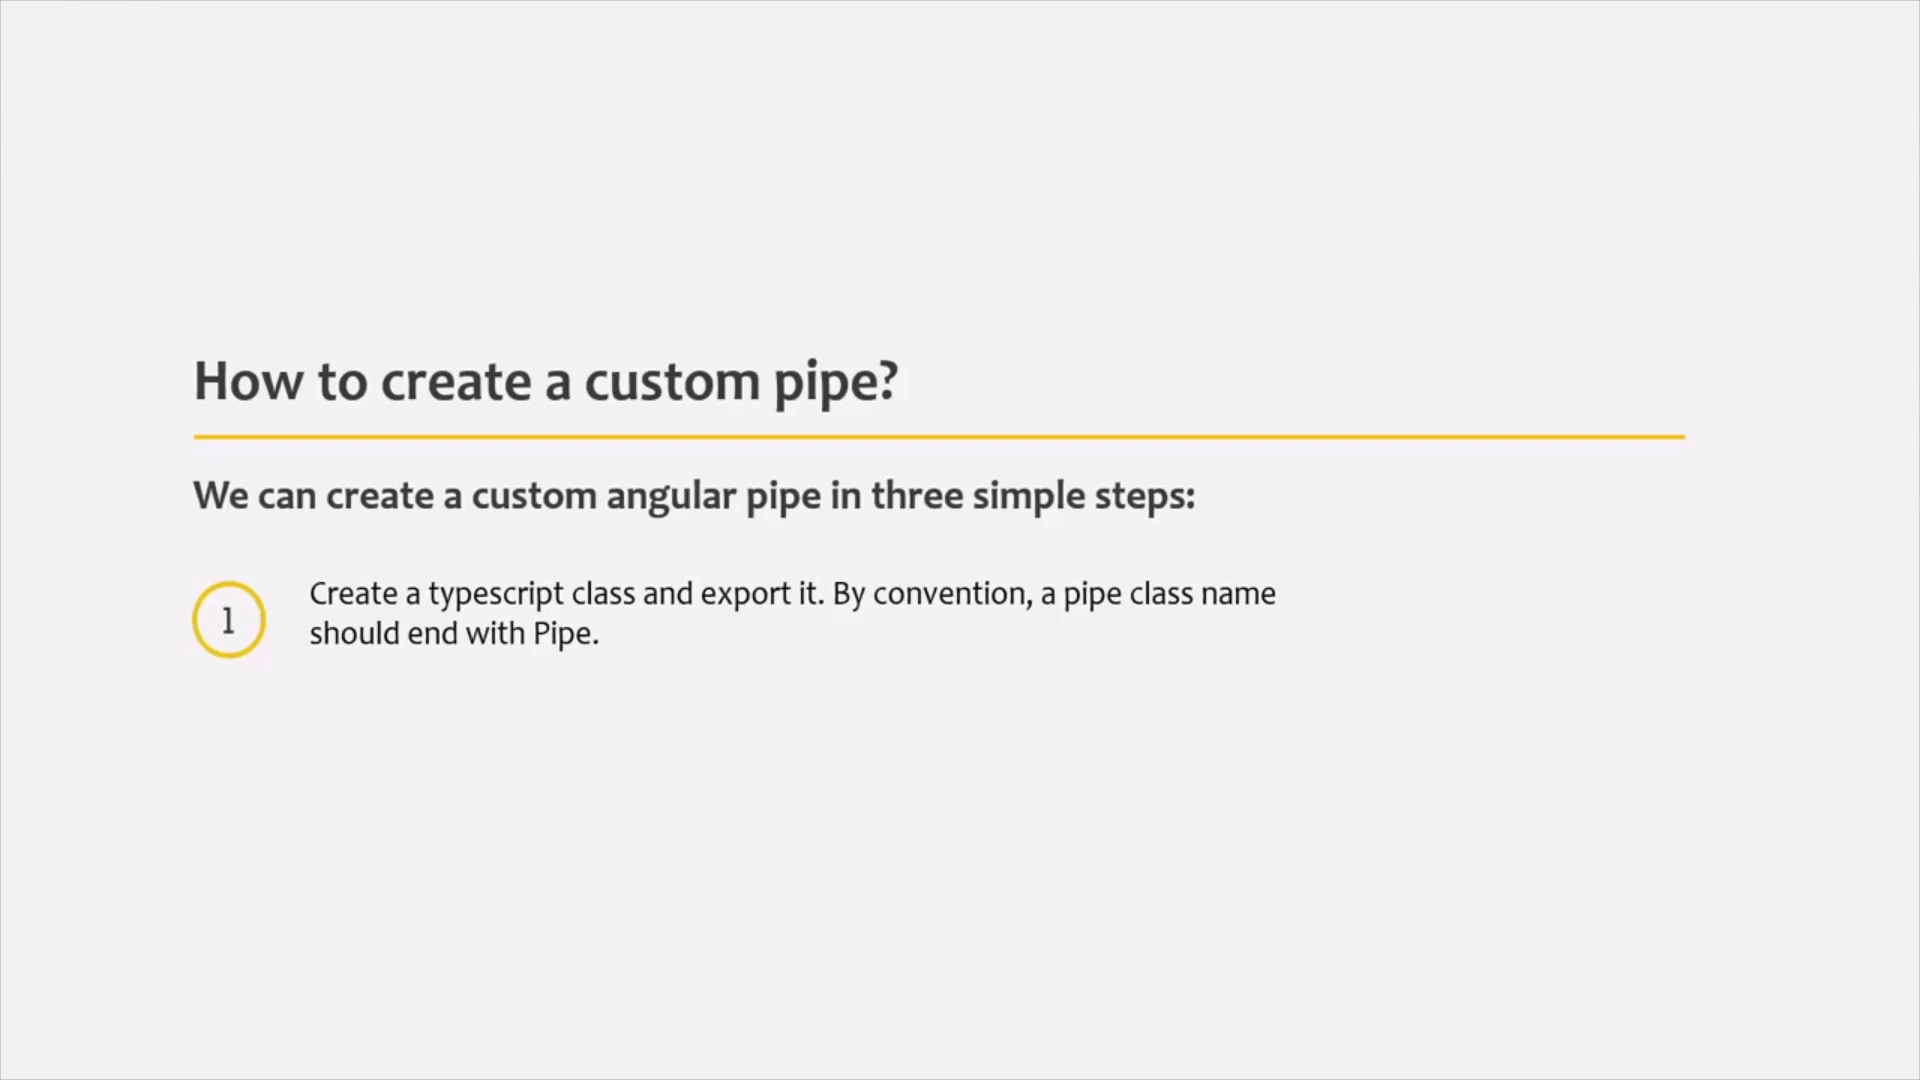 How to create a custom pipe?
We can create a custom angular pipe in three simple steps:
1
Create a typescript class and export it. By convention, a pipe class name
should end with Pipe.